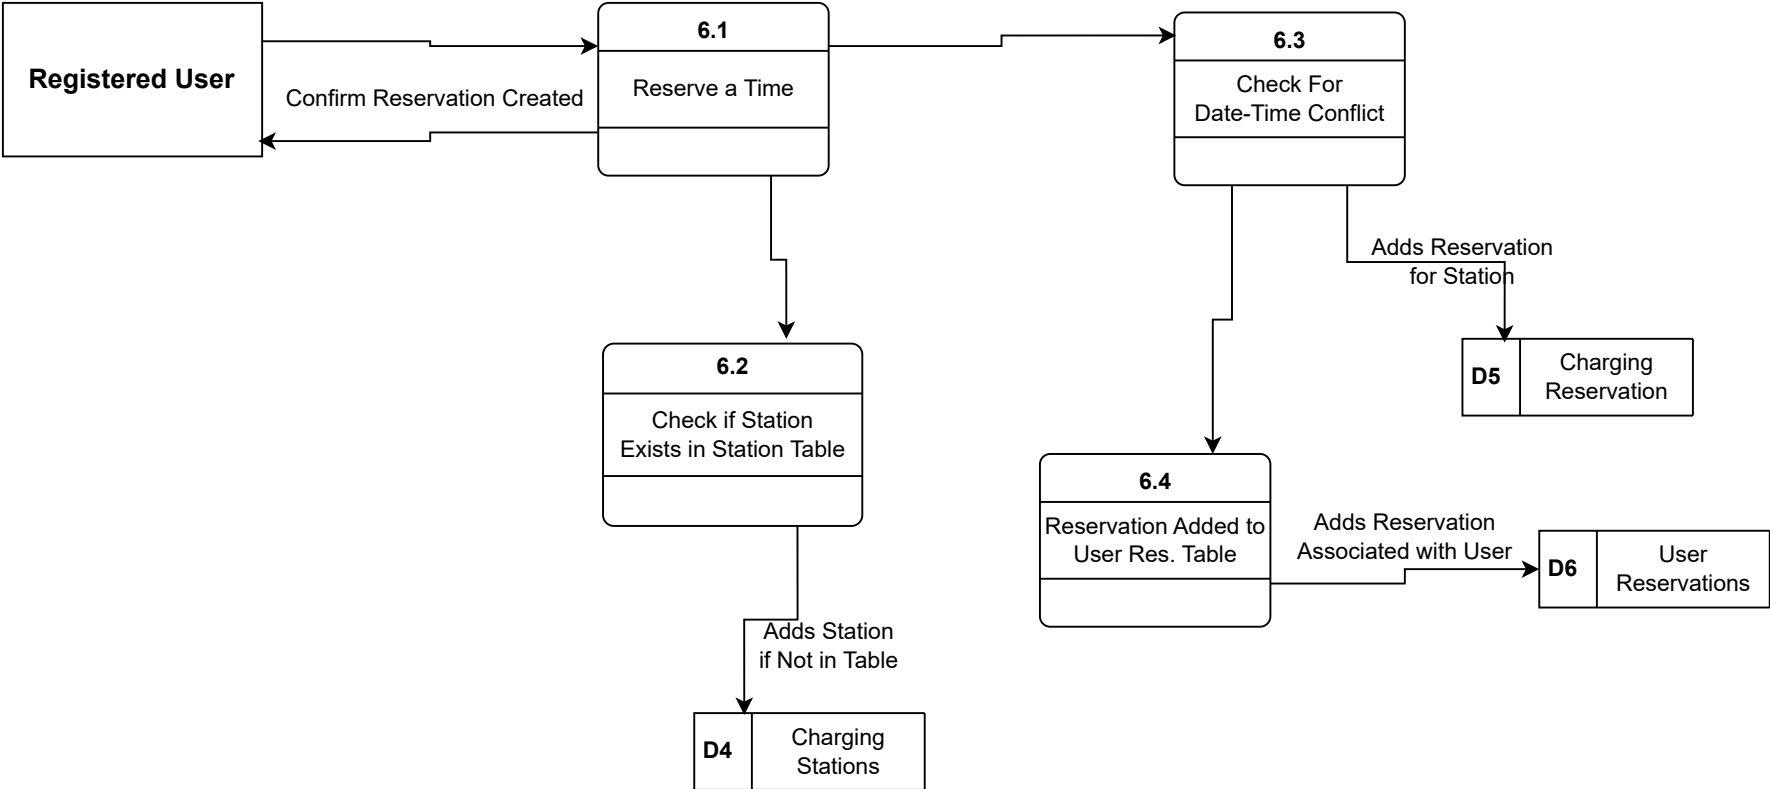 Registered User
Confirm Reservation Created
6.1
Reserve a Time
6.3
Check For
Date-Time Conflict
Adds Reservation
for Station
D5
Charging
Reservation
6.2
Check if Station
Exists in Station Table
6.4
Reservation Added to
User Res. Table
Adds Reservation
Associated with User
D6
User
Reservations
Adds Station
if Not in Table
D4
Charging
Stations